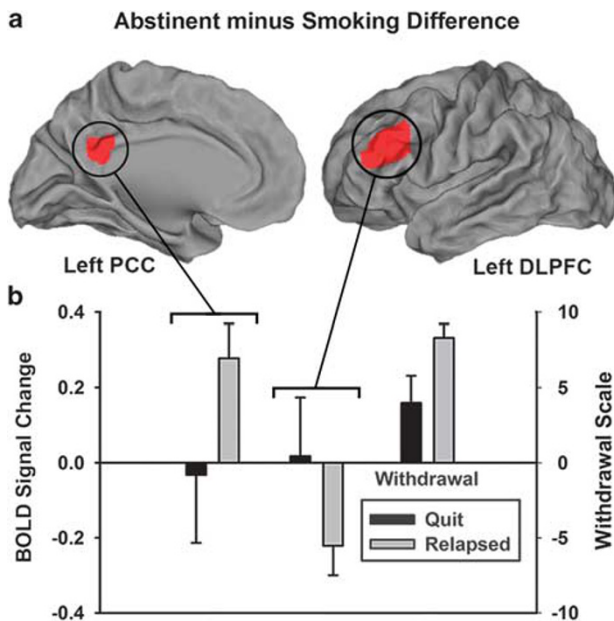 a Abstinent minus Smoking Difference
Left PCC
Left DLPFC
b
0.4
0.2
0.0
-0.2
-0.4
BOLD Signal Change
10
5
0
-5
-10
Withdrawal Scale
Withdrawal
Quit
Relapsed